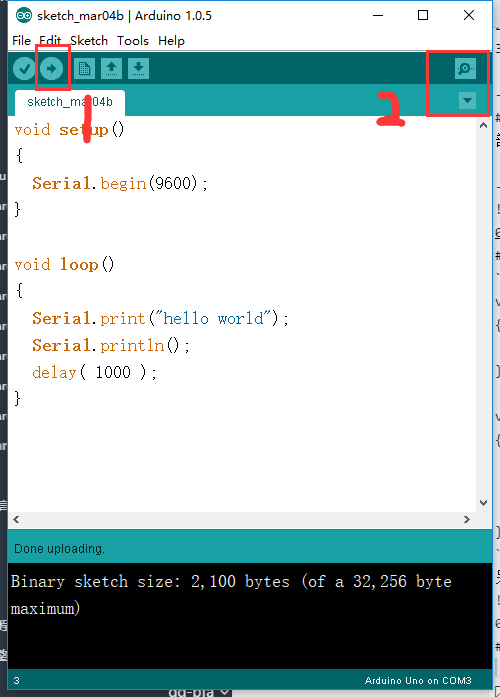 sketch_mar04b | Arduino 1.0.5
File Edit Sketch Tools Help
sketch_mar04b
1
2
void setup()
{
Serial.begin(9600);
}
void loop()
{
Serial.print("hello world");
Serial.println();
delay( 1000 );
}
Done uploading.
Binary sketch size: 2,100 bytes (of a 32,256 byte
maximum)
3
Arduino Uno on COM3